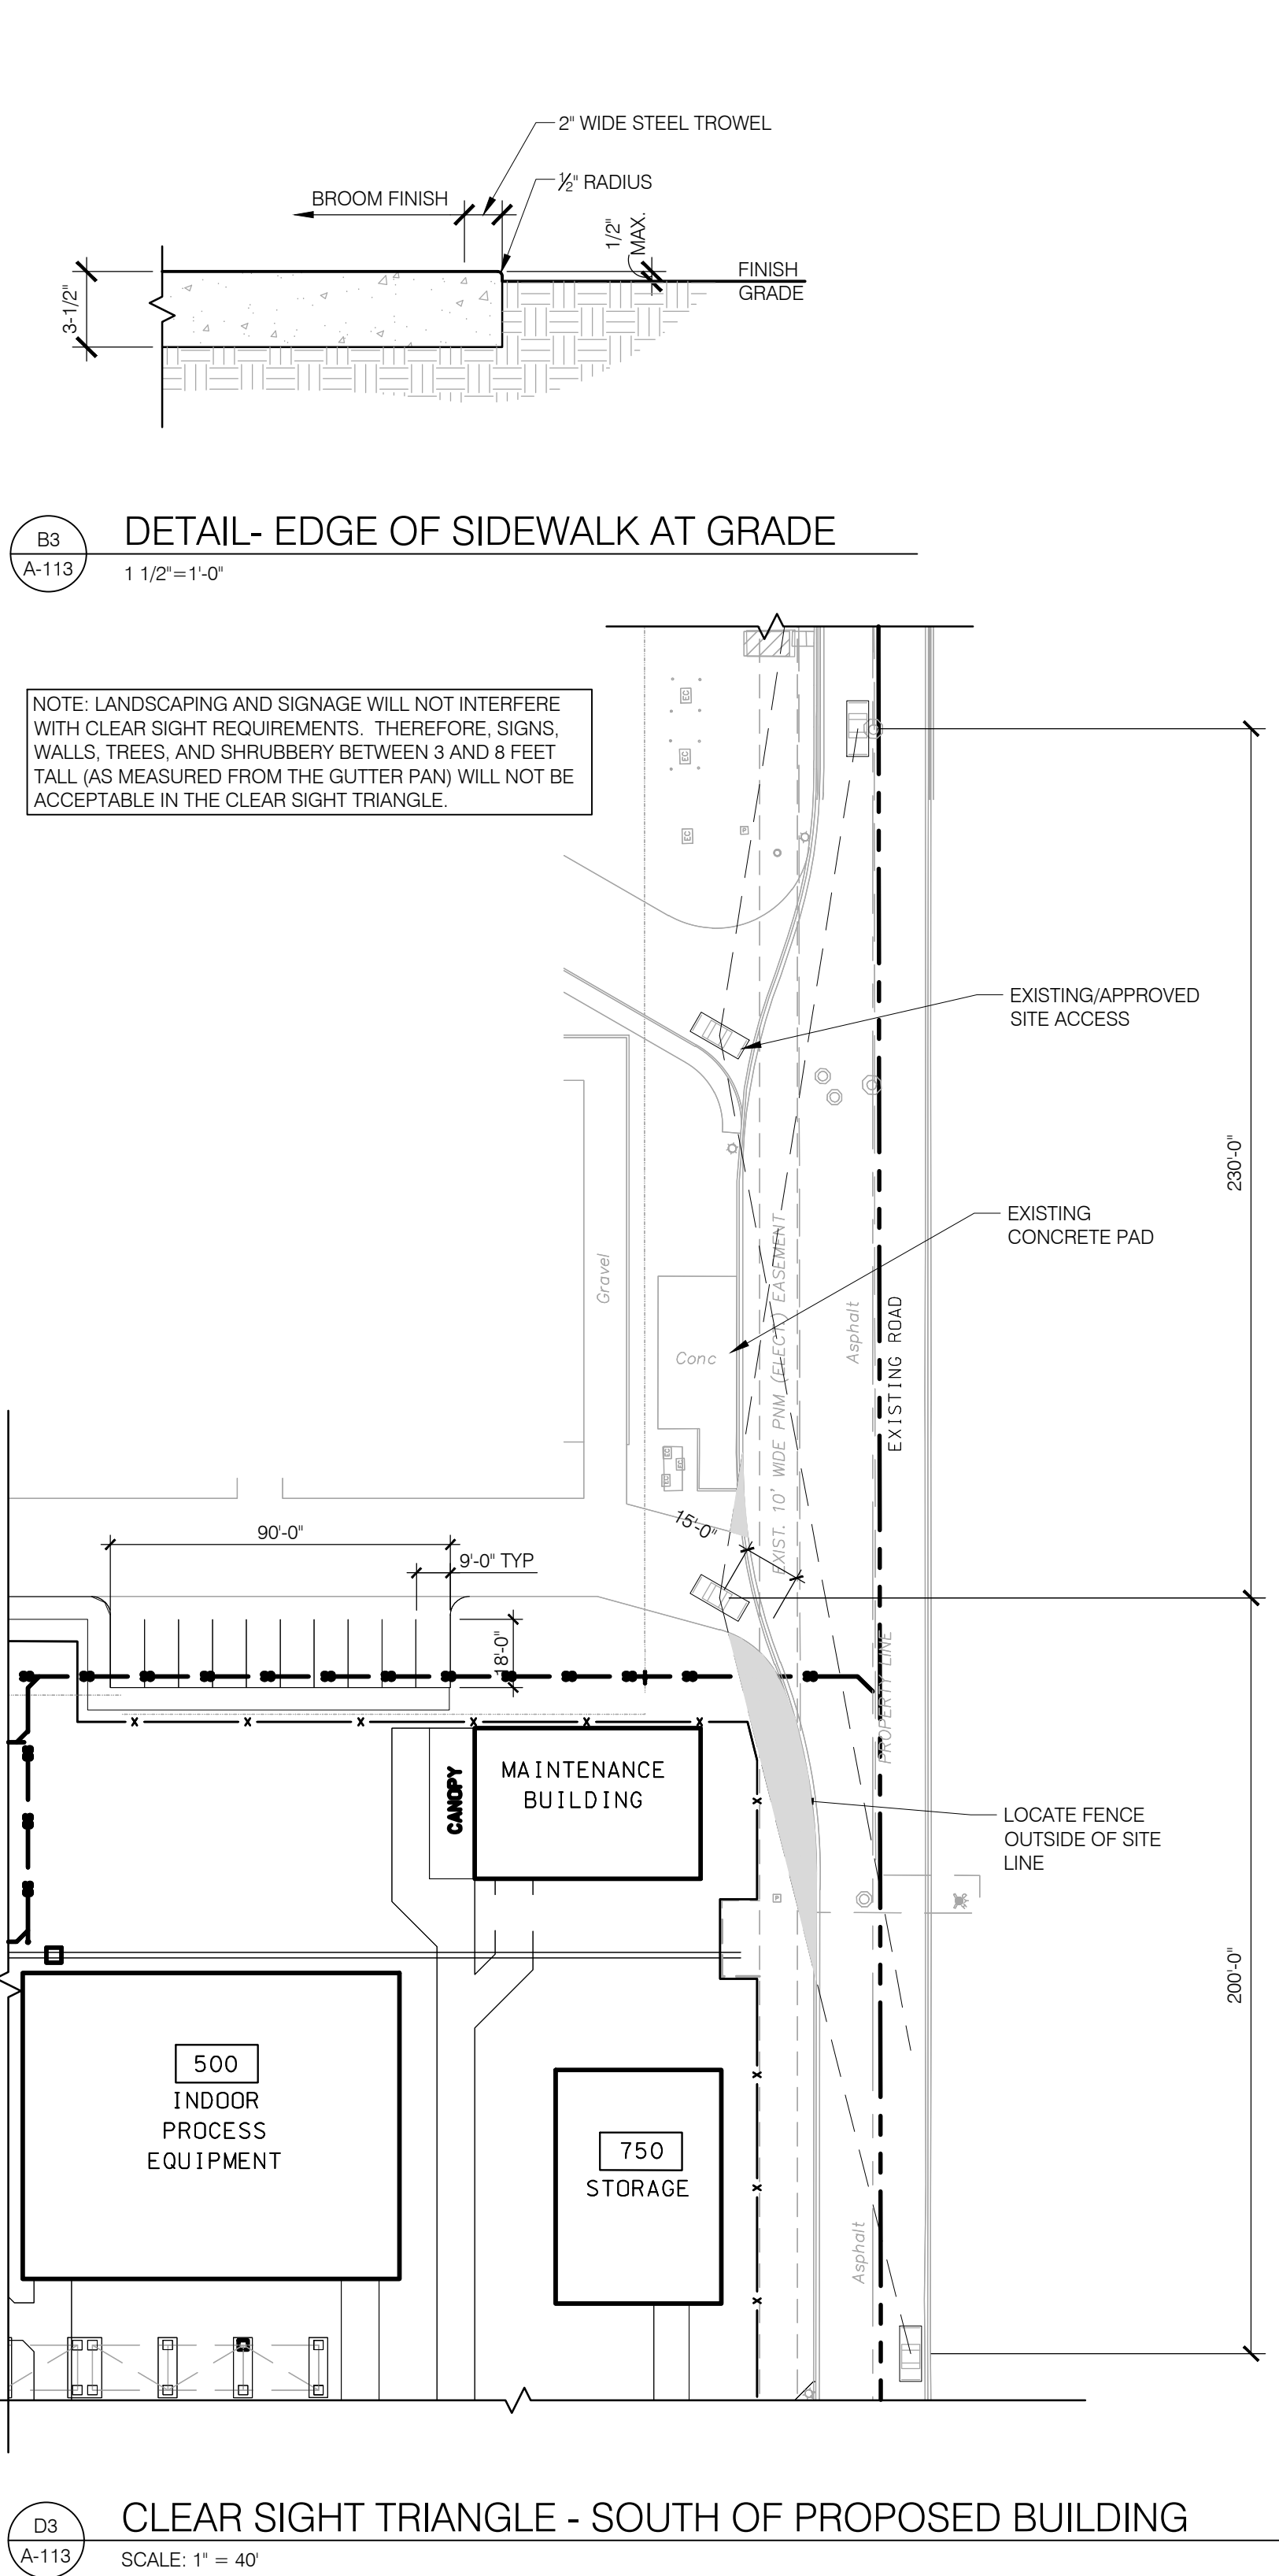 2" WIDE STEEL TROWEL
½" RADIUS
BROOM FINISH
1/2"
MAX.
FINISH
GRADE
3-1/2"
B3
A-113
DETAIL- EDGE OF SIDEWALK AT GRADE
1 1/2"=1'-0"
NOTE: LANDSCAPING AND SIGNAGE WILL NOT INTERFERE
WITH CLEAR SIGHT REQUIREMENTS.  THEREFORE, SIGNS,
WALLS, TREES, AND SHRUBBERY BETWEEN 3 AND 8 FEET
TALL (AS MEASURED FROM THE GUTTER PAN) WILL NOT BE
ACCEPTABLE IN THE CLEAR SIGHT TRIANGLE.
EC
EC
EC
P
EXISTING/APPROVED
SITE ACCESS
230'-0"
EXISTING
CONCRETE PAD
Gravel
Conc
EXIST. 10' WIDE PNM (ELECT.) EASEMENT
Asphalt
EXISTING ROAD
EC
EC
EC
15'-0"
90'-0"
9'-0" TYP
18'-0"
PROPERTY LINE
MAINTENANCE
BUILDING
CANOPY
LOCATE FENCE
OUTSIDE OF SITE
LINE
P
200'-0"
500
INDOOR
PROCESS
EQUIPMENT
750
STORAGE
Asphalt
D3
A-113
CLEAR SIGHT TRIANGLE - SOUTH OF PROPOSED BUILDING
SCALE: 1" = 40'